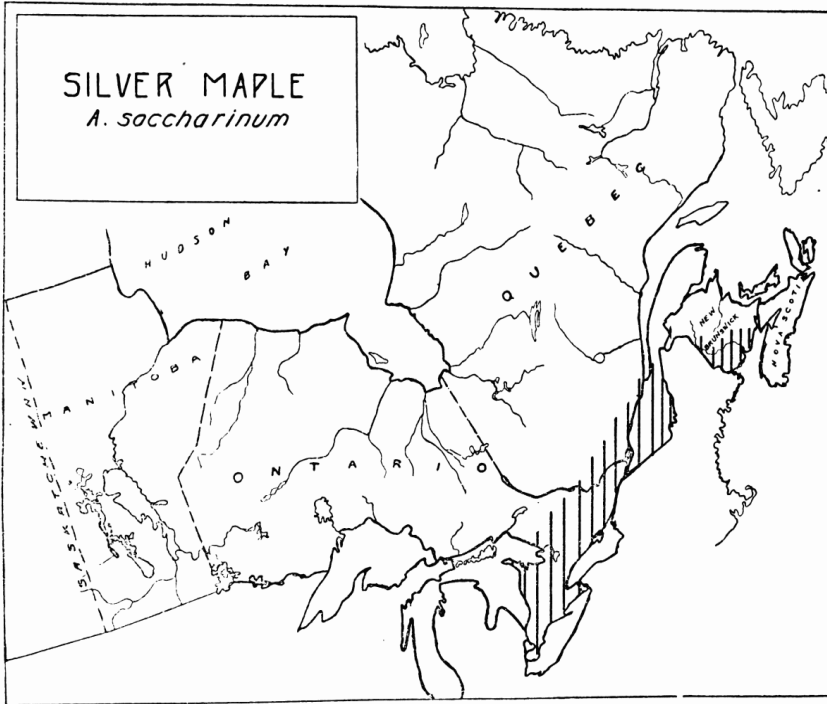 SILVER MAPLE
A. saccharinum
HUDSON
BAY
QUEBEC
NEW
BRUNSWICK
NOVA SCOTIA
MANITOBA
SASKATCHEWAN
ONTARIO